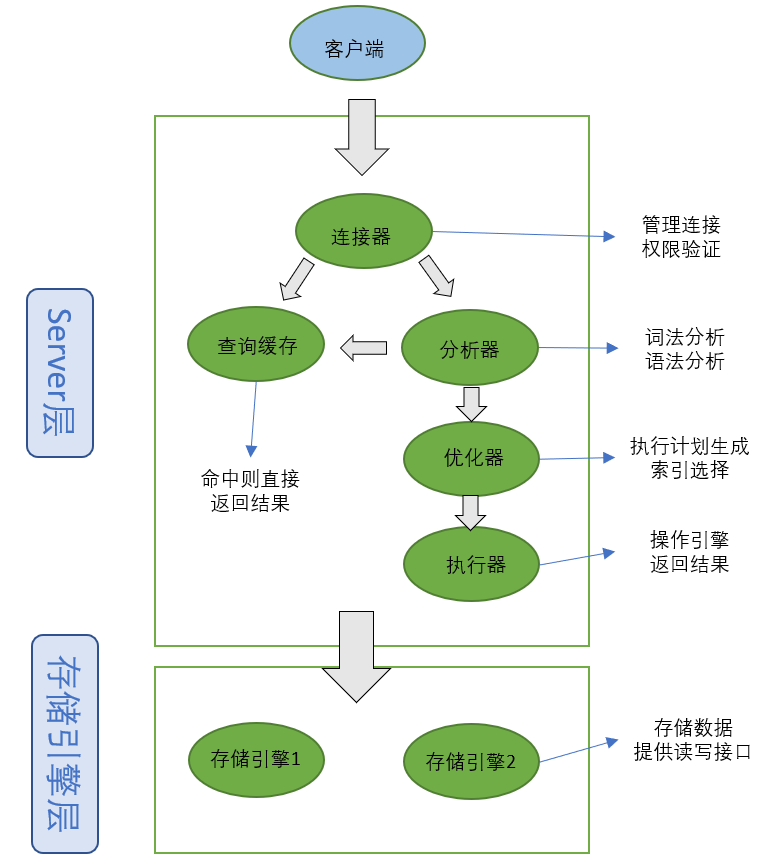 客户端
连接器
管理连接
权限验证
Server层
查询缓存
分析器
词法分析
语法分析
优化器
执行计划生成
索引选择
命中则直接
返回结果
执行器
操作引擎
返回结果
存储引擎层
存储引擎1
存储引擎2
存储数据
提供读写接口